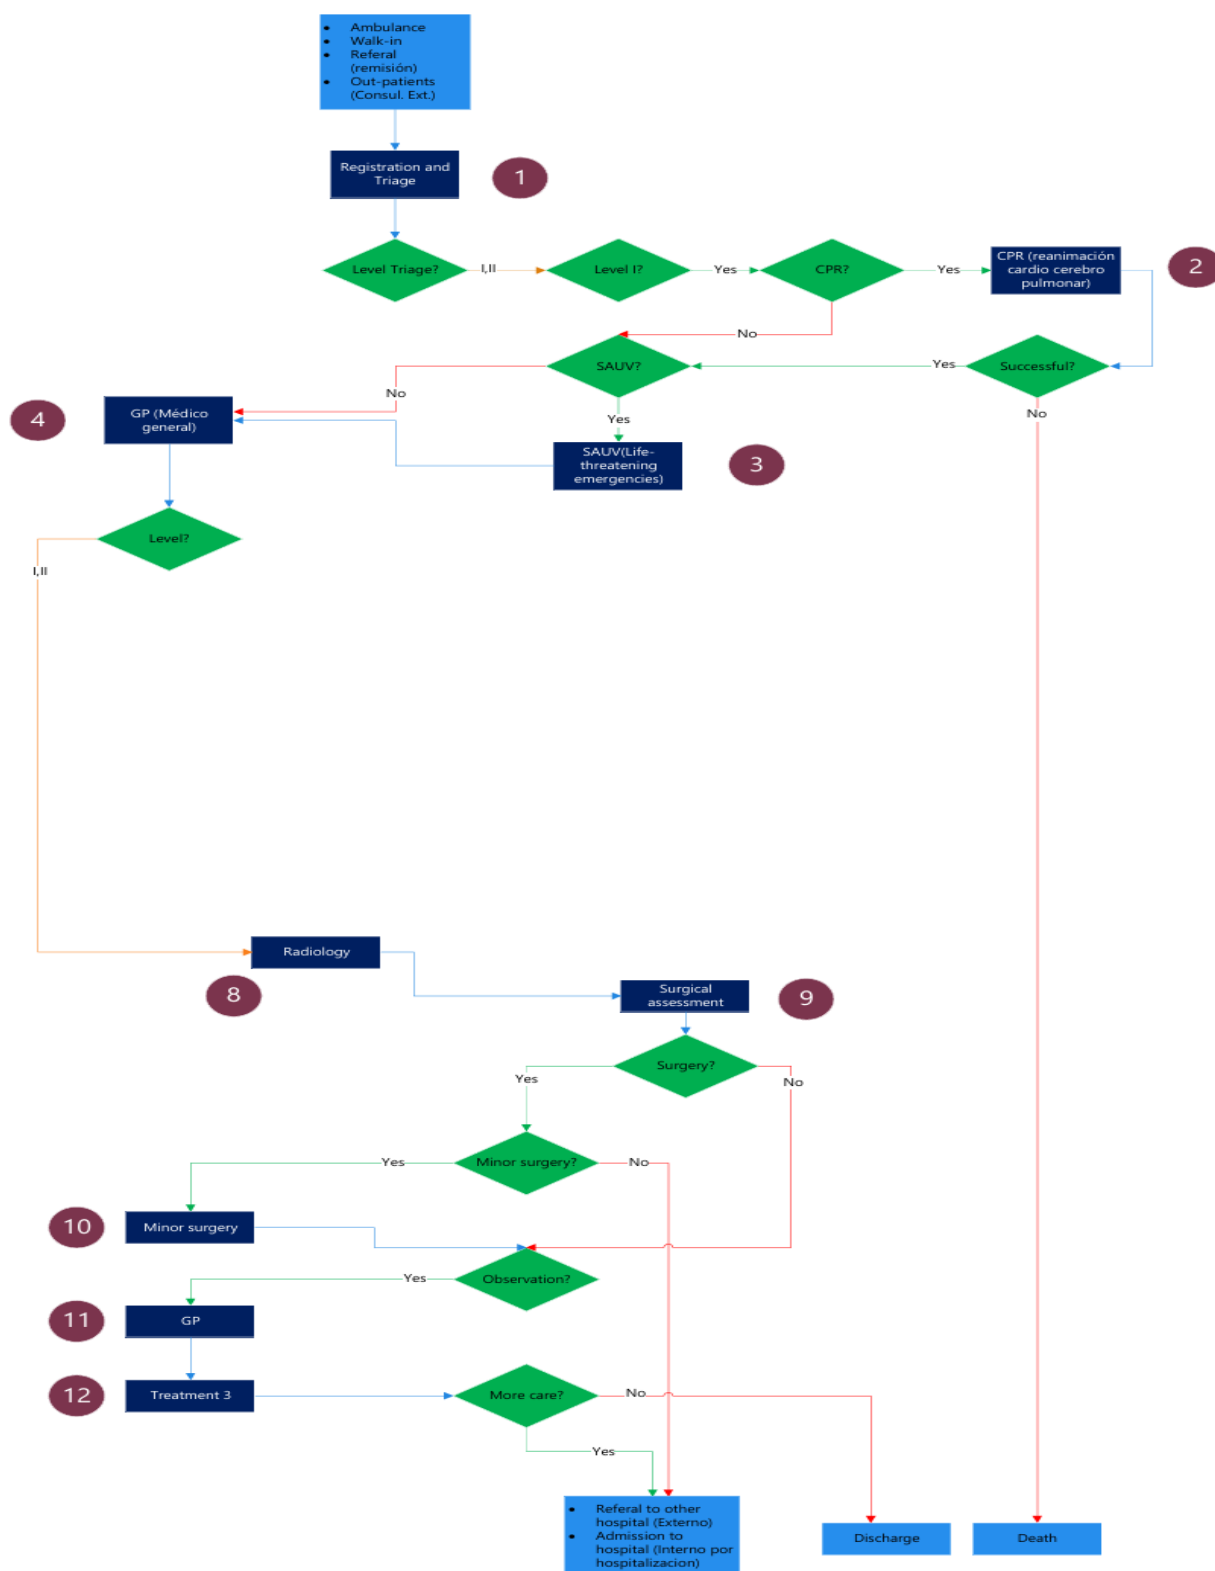 • Ambulance
• Walk-in
• Referal
(remisión)
• Out-patients
(Consul. Ext.)
Registration and
Triage
1
Level Triage?
I,II
Level I?
Yes
CPR?
Yes
CPR (reanimación
cardio cerebro
pulmonar)
2
No
SAUV?
Yes
Successful?
No
No
Yes
4
GP (Médico
general)
SAUV(Life-
threatening
emergencies)
3
Level?
I,II
Radiology
8
Surgical
assessment
9
Surgery?
Yes
No
Minor surgery?
Yes
No
10
Minor surgery
Observation?
Yes
11
GP
12
Treatment 3
More care?
No
Yes
• Referal to other
hospital (Externo)
• Admission to
hospital (Interno por
hospitalizacion)
Discharge
Death